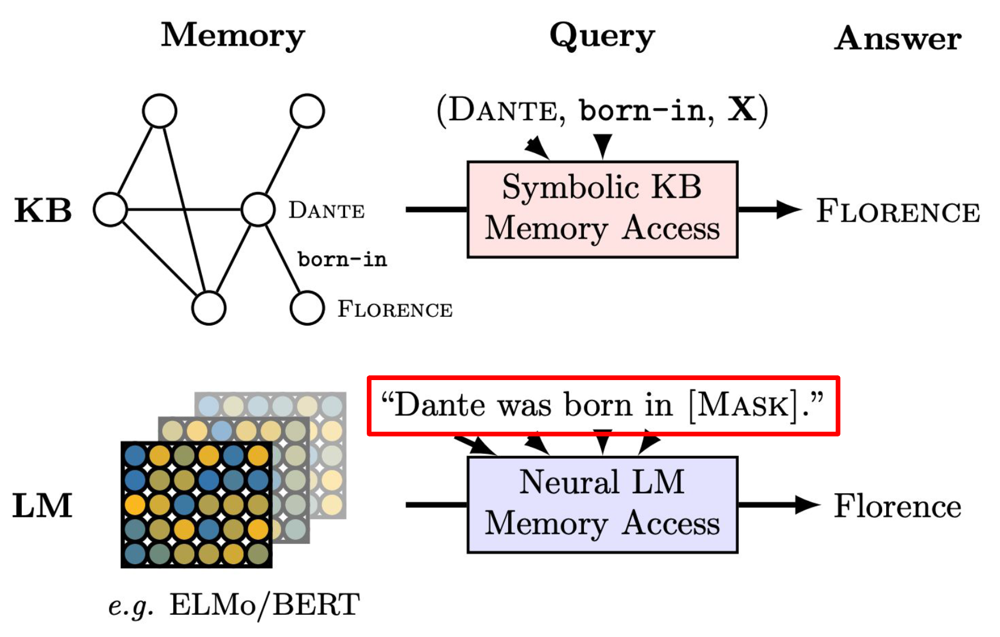 Memory Query Answer
(DANTE, born-in, X)
Symbolic KB
Memory Access
KB
DANTE
born-in
FLORENCE
FLORENCE
“Dante was born in [MASK].”
Neural LM
Memory Access
LM
Florence
e.g. ELMo/BERT